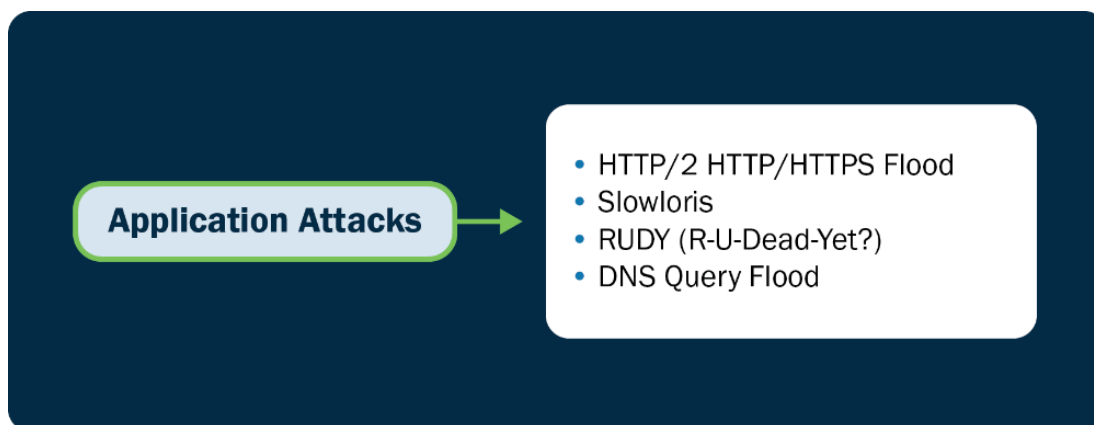 Application Attacks
• HTTP/2 HTTP/HTTPS Flood
• Slowloris
• RUDY (R-U-Dead-Yet?)
• DNS Query Flood